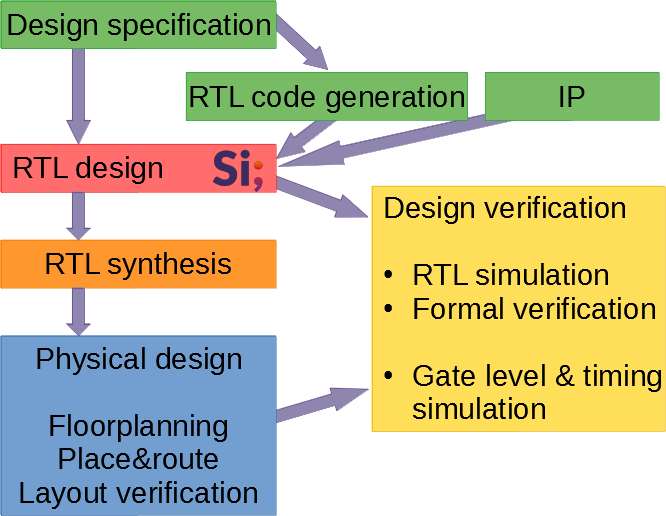 Design specification
RTL code generation
IP
RTL design
Si;
Design verification
• RTL simulation
• Formal verification
• Gate level & timing
simulation
RTL synthesis
Physical design
Floorplanning
Place&route
Layout verification